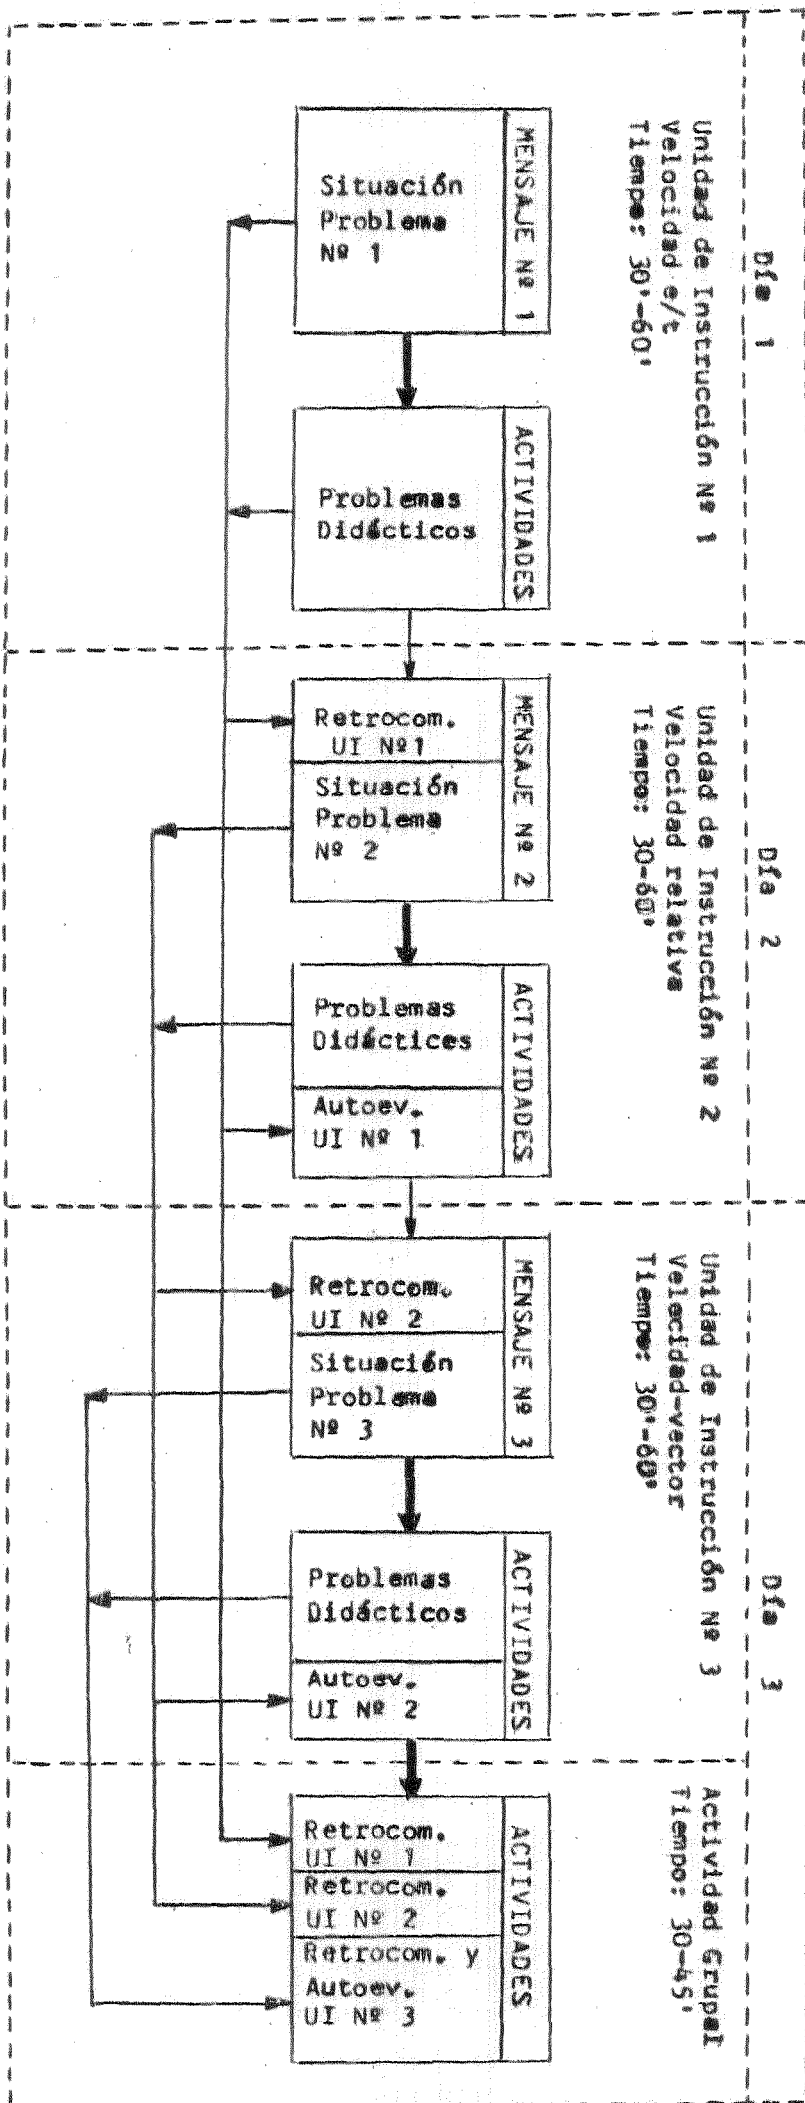 Día 1
Unidad de Instrucción Nº 1
Velocidad e/t
Tiempo: 30'-60'
MENSAJE Nº 1
Situación
Problema
Nº 1
ACTIVIDADES
Problemas
Didácticos
Día 2
Unidad de Instrucción Nº 2
Velocidad relativa
Tiempo: 30-60'
MENSAJE Nº 2
Retrocom.
UI Nº1
Situación
Problema
Nº 2
ACTIVIDADES
Problemas
Didáctices
Autoev.
UI Nº 1
Día 3
Unidad de Instrucción Nº 3
Velecidad-vector
Tiempe: 30'-60'
MENSAJE Nº 3
Retrocom.
UI Nº 2
Situación
Problema
Nº 3
ACTIVIDADES
Problemas
Didácticos
Autoev.
UI Nº 2
Actividad Grupal
Tiempo: 30-45'
ACTIVIDADES
Retrocom.
UI Nº 1
Retrocom.
UI Nº 2
Retrocom. y
Autoev.
UI Nº 3